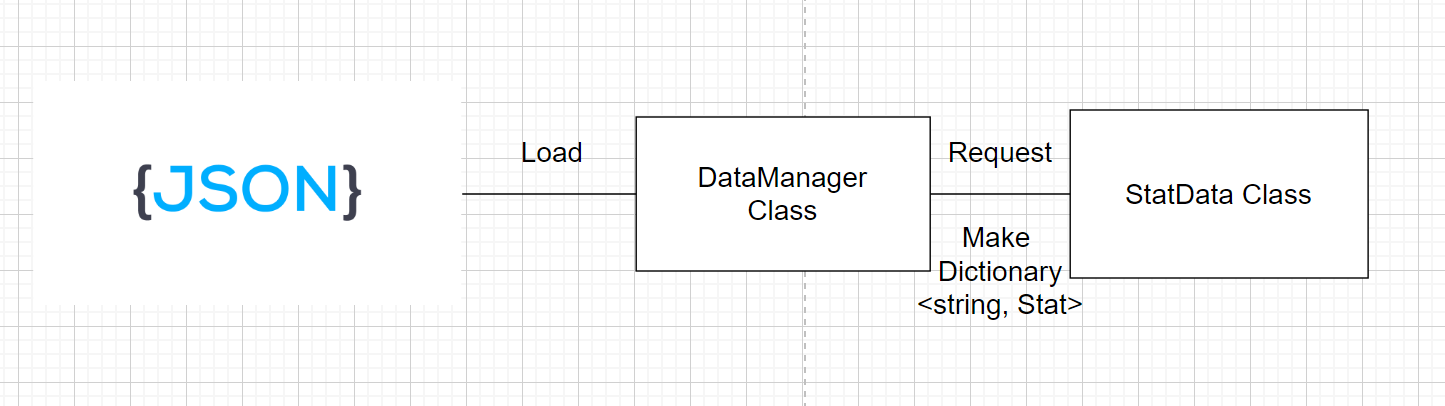 {JSON}
Load
DataManager
Class
Request
Make
Dictionary
<string, Stat>
StatData Class